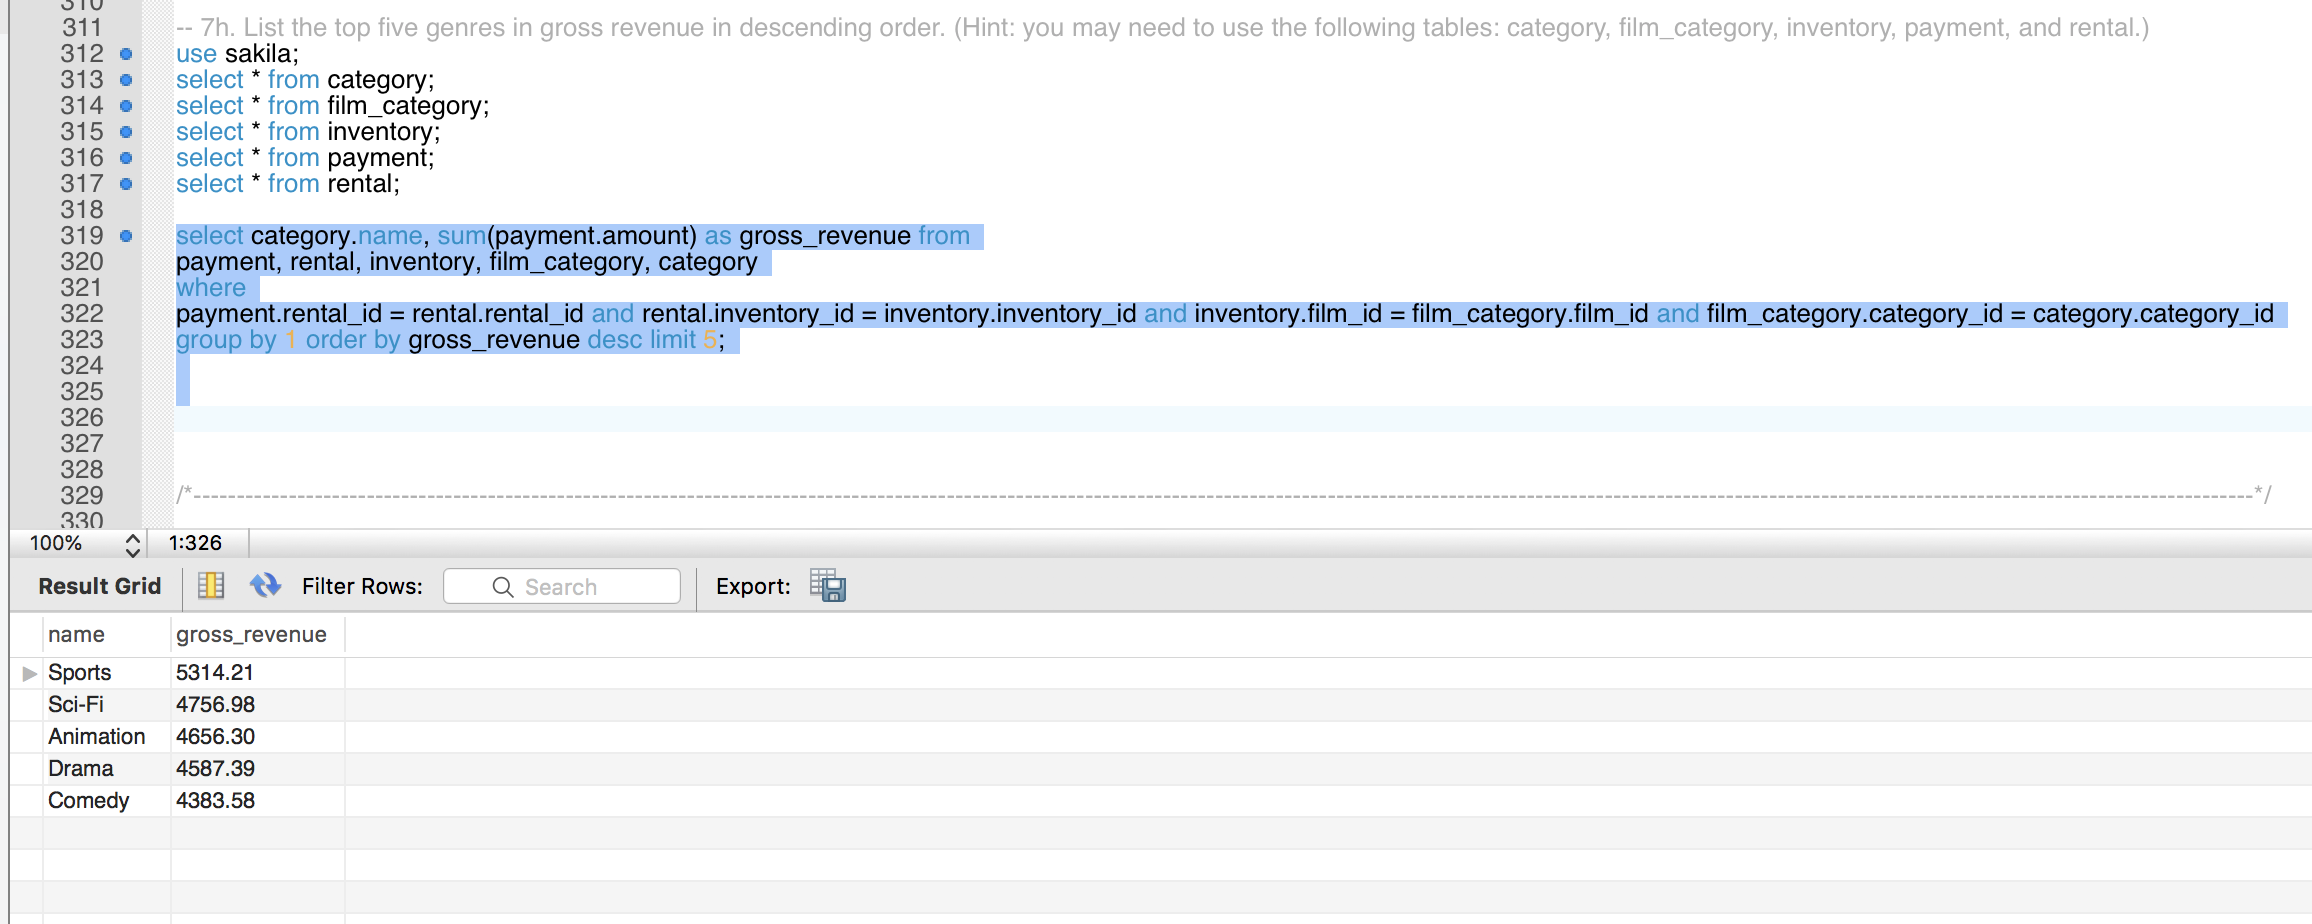 310
311 -- 7h. List the top five genres in gross revenue in descending order. (Hint: you may need to use the following tables: category, film_category, inventory, payment, and rental.)
312 use sakila;
313 select * from category;
314 select * from film_category;
315 select * from inventory;
316 select * from payment;
317 select * from rental;
318
319 select category.name, sum(payment.amount) as gross_revenue from
320 payment, rental, inventory, film_category, category
321 where
322 payment.rental_id = rental.rental_id and rental.inventory_id = inventory.inventory_id and inventory.film_id = film_category.film_id and film_category.category_id = category.category_id
323 group by 1 order by gross_revenue desc limit 5;
324
325
326
327
328
329 /*--------------------------------------------------------------------------------------------------------------------------------------------------------------------------------------------------------------------------------------------*/
330
100% 1:326
Result Grid Filter Rows: Search Export:
name gross_revenue
Sports 5314.21
Sci-Fi 4756.98
Animation 4656.30
Drama 4587.39
Comedy 4383.58